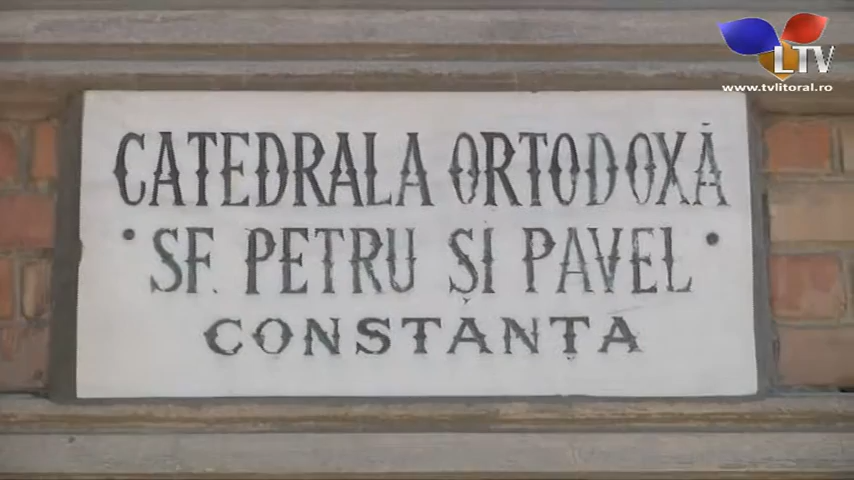 LTV
www.tvlitoral.ro
CATEDRALA ORTODOXĂ
• SF. PETRU ȘI PAVEL •
CONSTANȚA